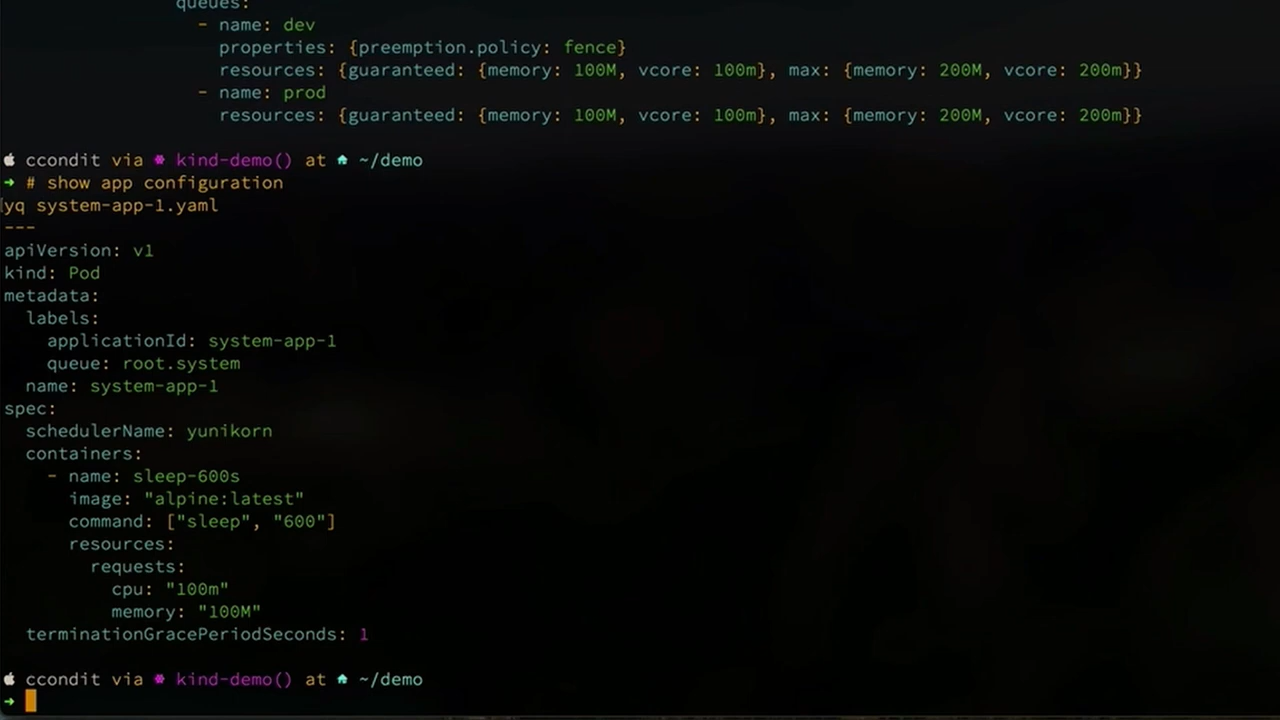 queues:
- name: dev
properties: {preemption.policy: fence}
resources: {guaranteed: {memory: 100M, vcore: 100m}, max: {memory: 200M, vcore: 200m}}
- name: prod
resources: {guaranteed: {memory: 100M, vcore: 100m}, max: {memory: 200M, vcore: 200m}}
ccondit via kind-demo() at ~/demo
➜ # show app configuration
yq system-app-1.yaml
---
apiVersion: v1
kind: Pod
metadata:
labels:
applicationId: system-app-1
queue: root.system
name: system-app-1
spec:
schedulerName: yunikorn
containers:
- name: sleep-600s
image: "alpine:latest"
command: ["sleep", "600"]
resources:
requests:
cpu: "100m"
memory: "100M"
terminationGracePeriodSeconds: 1
ccondit via kind-demo() at ~/demo
➜